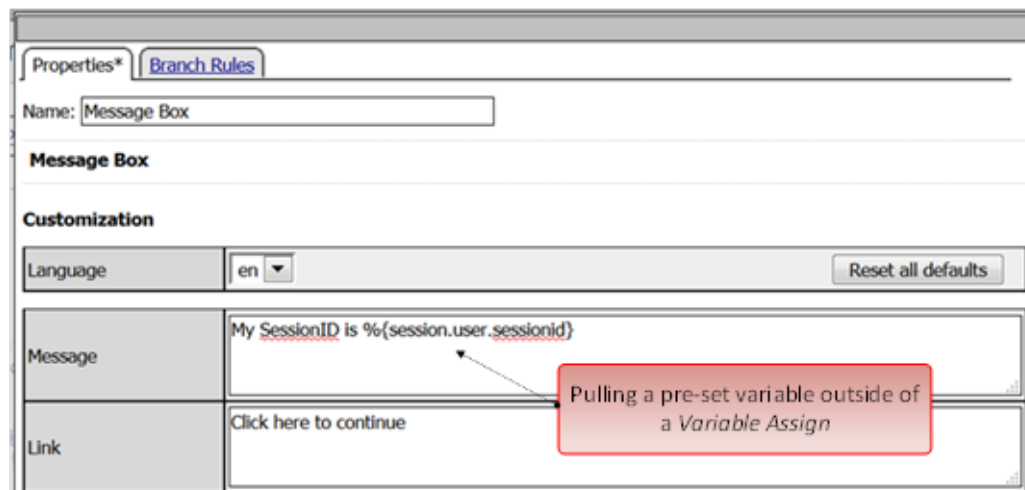 Properties* Branch Rules
Name: Message Box
Message Box
Customization
Language en Reset all defaults
Message My SessionID is %{session.user.sessionid}
Pulling a pre-set variable outside of
a Variable Assign
Link Click here to continue